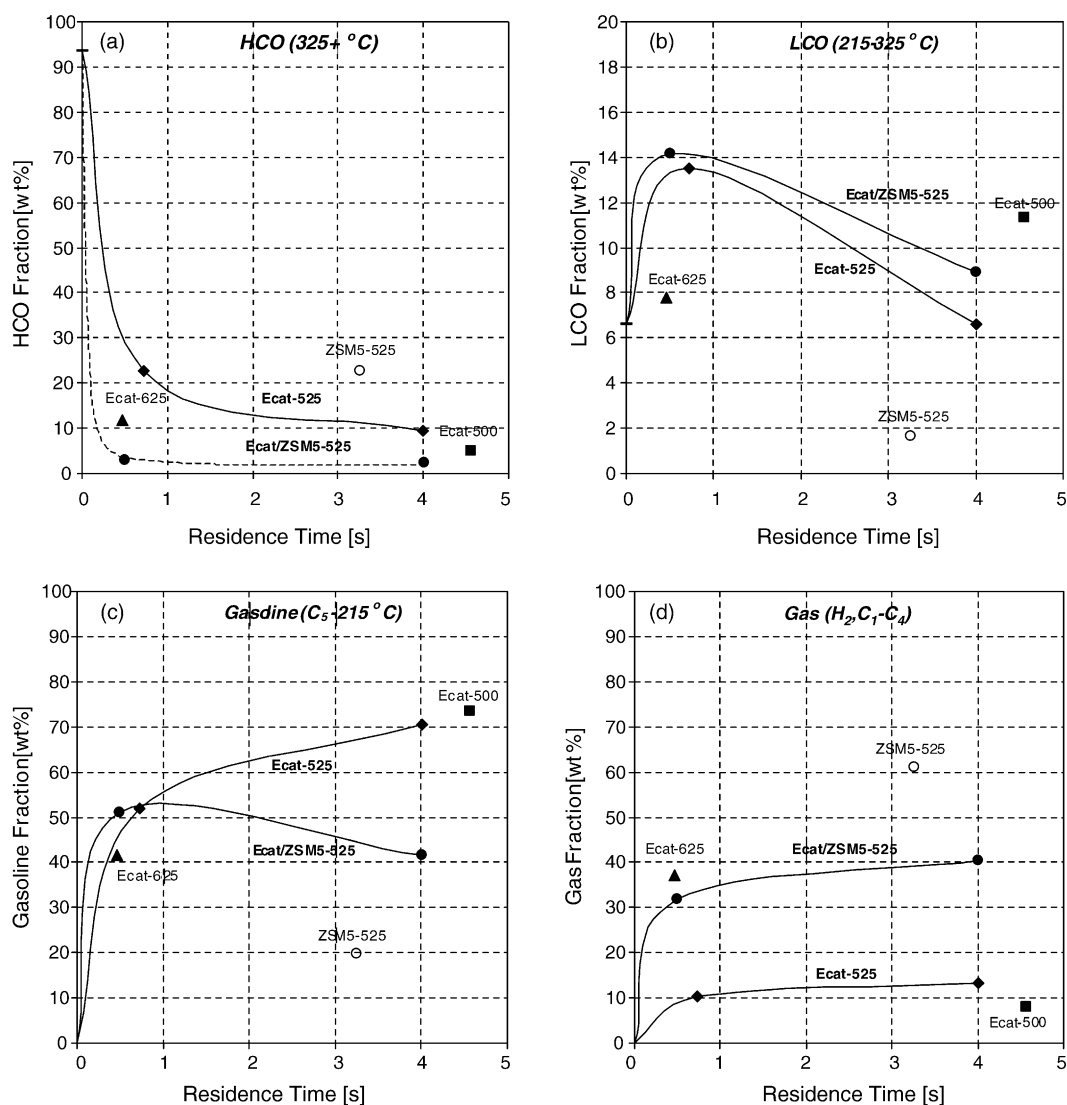 (a)
HCO (325+ °C)
100
90
80
70
60
50
40
30
20
10
0
HCO Fraction[wt%]
ZSM5-525
Ecat-625
Ecat-525
Ecat-500
Ecat/ZSM5-525
0 1 2 3 4 5
Residence Time [s]
(b)
LCO (215-325°C)
20
18
16
14
12
10
8
6
4
2
0
LCO Fraction[wt%]
Ecat/ZSM5-525
Ecat-500
Ecat-525
Ecat-625
ZSM5-525
0 1 2 3 4 5
Residence Time [s]
(c)
Gasdine(C5-215°C)
100
90
80
70
60
50
40
30
20
10
0
Gasoline Fraction[wt%]
Ecat-500
Ecat-525
Ecat/ZSM5-525
Ecat-625
ZSM5-525
0 1 2 3 4 5
Residence Time [s]
(d)
Gas (H2,C1-C4)
100
90
80
70
60
50
40
30
20
10
0
Gas Fraction[wt%]
ZSM5-525
Ecat-625
Ecat/ZSM5-525
Ecat-525
Ecat-500
0 1 2 3 4 5
Residence Time [s]